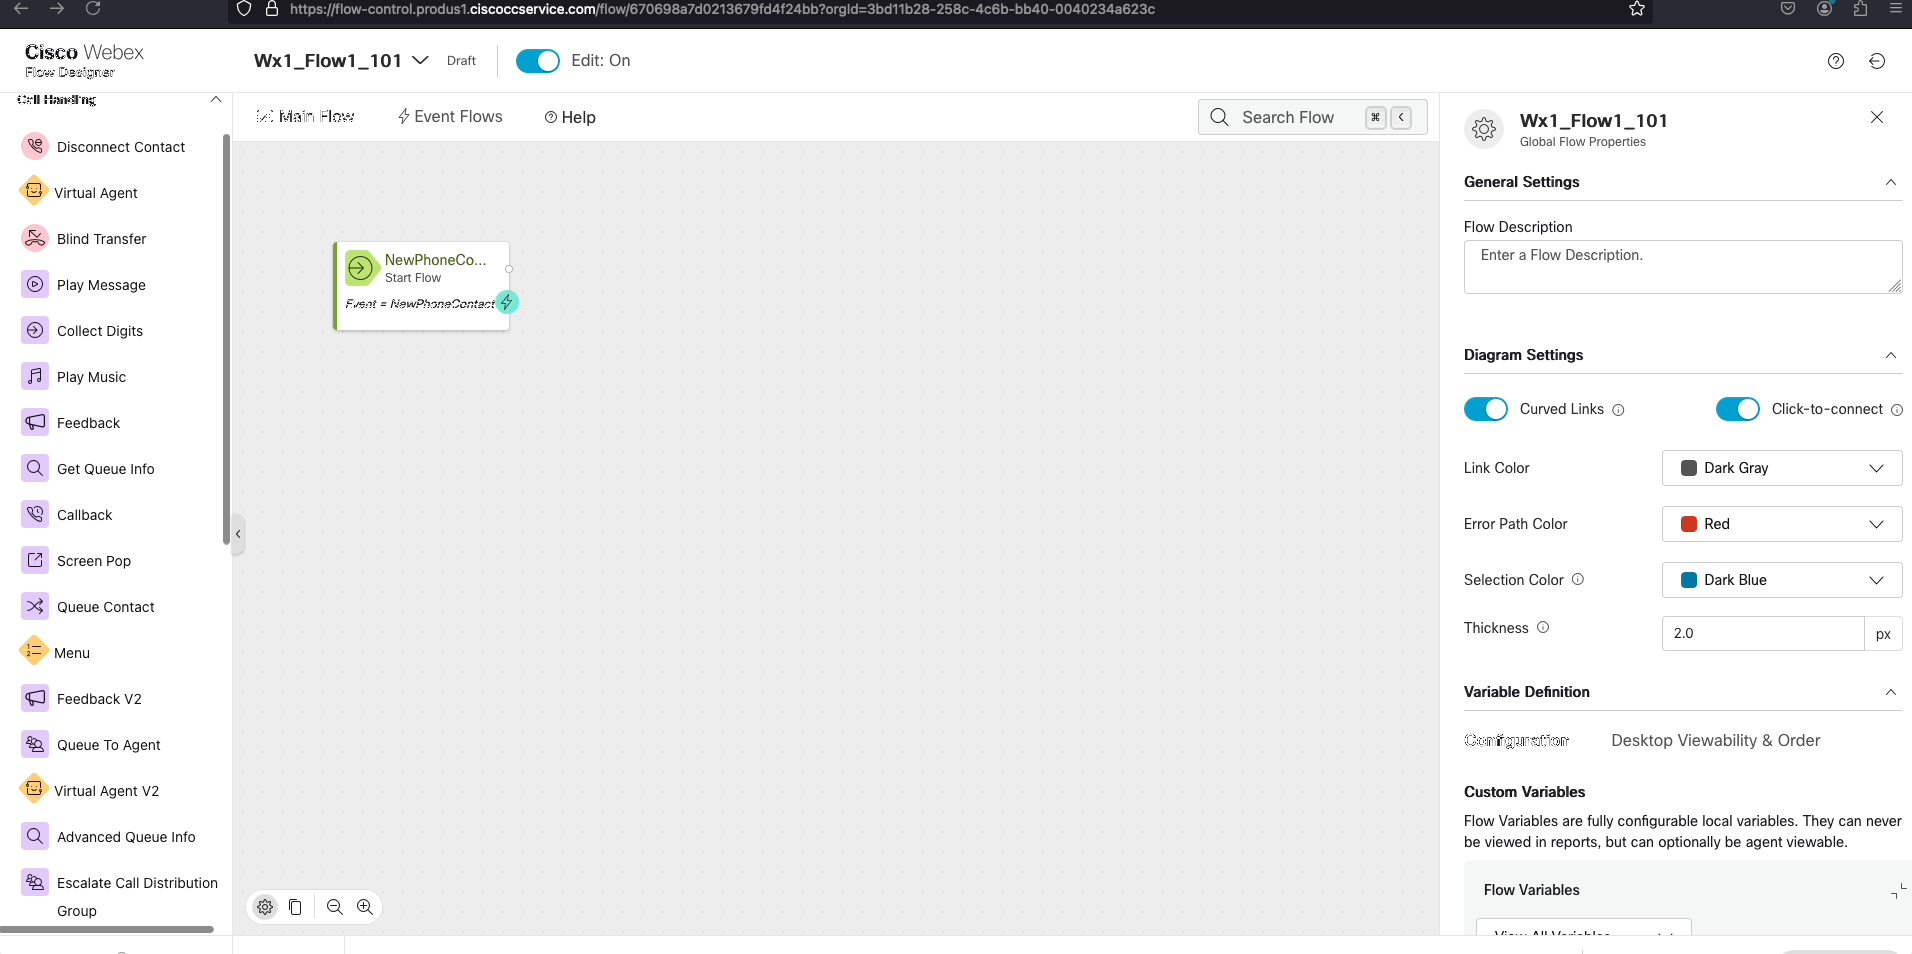 https://flow-control.produs1.ciscoccservice.com/flow/670698a7d0213679fd4f24bb?orgId=3bd11b28-258c-4c6b-bb40-0040234a623c
Cisco Webex
Flow Designer
Wx1_Flow1_101
Draft
Edit: On
Call Handling
Disconnect Contact
Virtual Agent
Blind Transfer
Play Message
Collect Digits
Play Music
Feedback
Get Queue Info
Callback
Screen Pop
Queue Contact
Menu
Feedback V2
Queue To Agent
Virtual Agent V2
Advanced Queue Info
Escalate Call Distribution
Group
Main Flow
Event Flows
Help
Search Flow
NewPhoneCo...
Start Flow
Event = NewPhoneContact
Wx1_Flow1_101
Global Flow Properties
General Settings
Flow Description
Enter a Flow Description.
Diagram Settings
Curved Links
Click-to-connect
Link Color
Dark Gray
Error Path Color
Red
Selection Color
Dark Blue
Thickness
2.0
px
Variable Definition
Configuration
Desktop Viewability & Order
Custom Variables
Flow Variables are fully configurable local variables. They can never
be viewed in reports, but can optionally be agent viewable.
Flow Variables
View All Variables